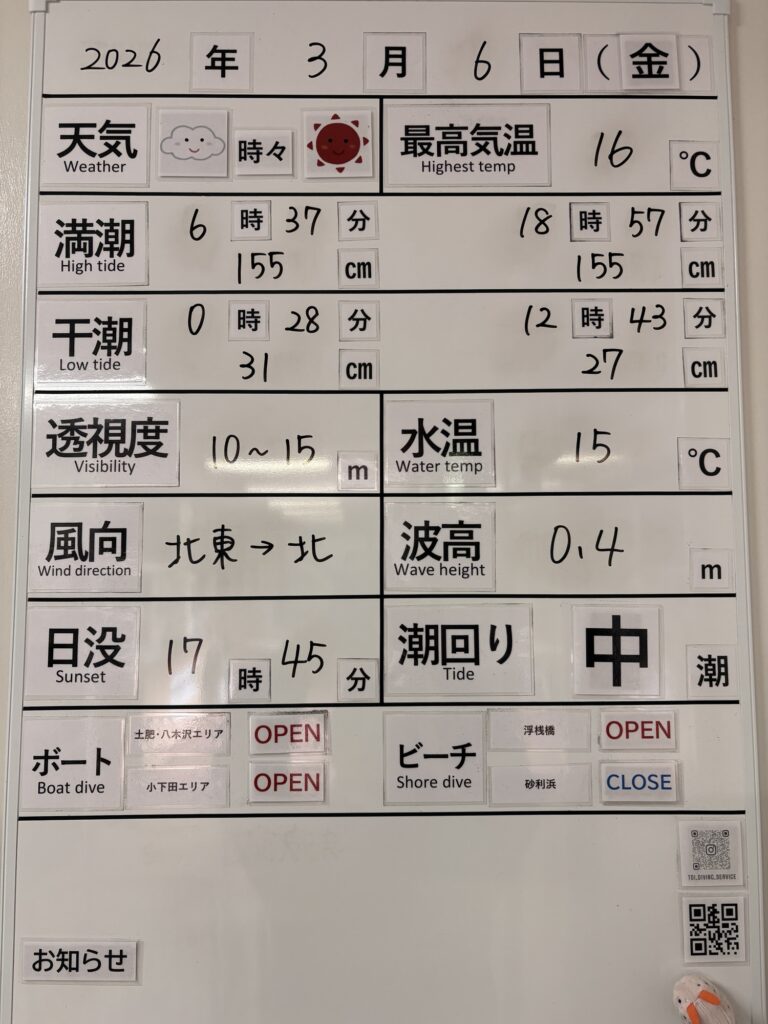 2026 年 3 月 6 日 ( 金 )
天気 時々 最高気温 16 ℃
Weather Highest temp
満潮 6 時 37 分 18 時 57 分
High tide 155 cm 155 cm
干潮 0 時 28 分 12 時 43 分
Low tide 31 cm 27 cm
透視度 10~15 m 水温 15 ℃
Visibility Water temp
風向 北東→北 波高 0.4 m
Wind direction Wave height
日没 17 時 45 分 潮回り 中 潮
Sunset Tide
ボート 土肥・八木沢エリア OPEN ビーチ 浮桟橋 OPEN
Boat dive 小下田エリア OPEN Shore dive 砂利浜 CLOSE
TOI_DIVING_SERVICE
お知らせ